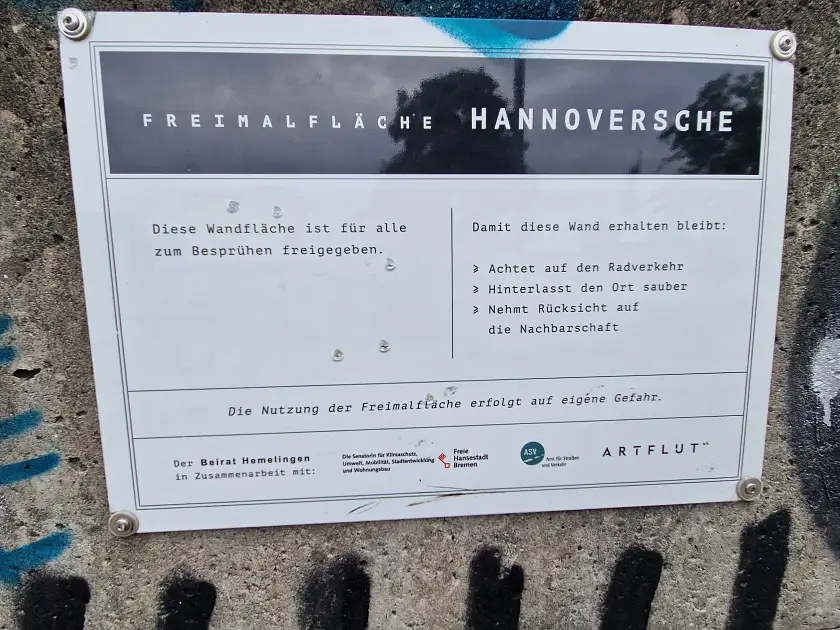 FREIMALFLÄCHE HANNOVERSCHE
Diese Wandfläche ist für alle
zum Besprühen freigegeben.
Damit diese Wand erhalten bleibt:
> Achtet auf den Radverkehr
> Hinterlasst den Ort sauber
> Nehmt Rücksicht auf
die Nachbarschaft
Die Nutzung der Freimalfläche erfolgt auf eigene Gefahr.
Der Beirat Hemelingen
in Zusammenarbeit mit:
Die Senatorin für Klimaschutz,
Umwelt, Mobilität, Stadtentwicklung
und Wohnungsbau
Freie
Hansestadt
Bremen
ASV
Amt für Straßen
und Verkehr
ARTFLUT